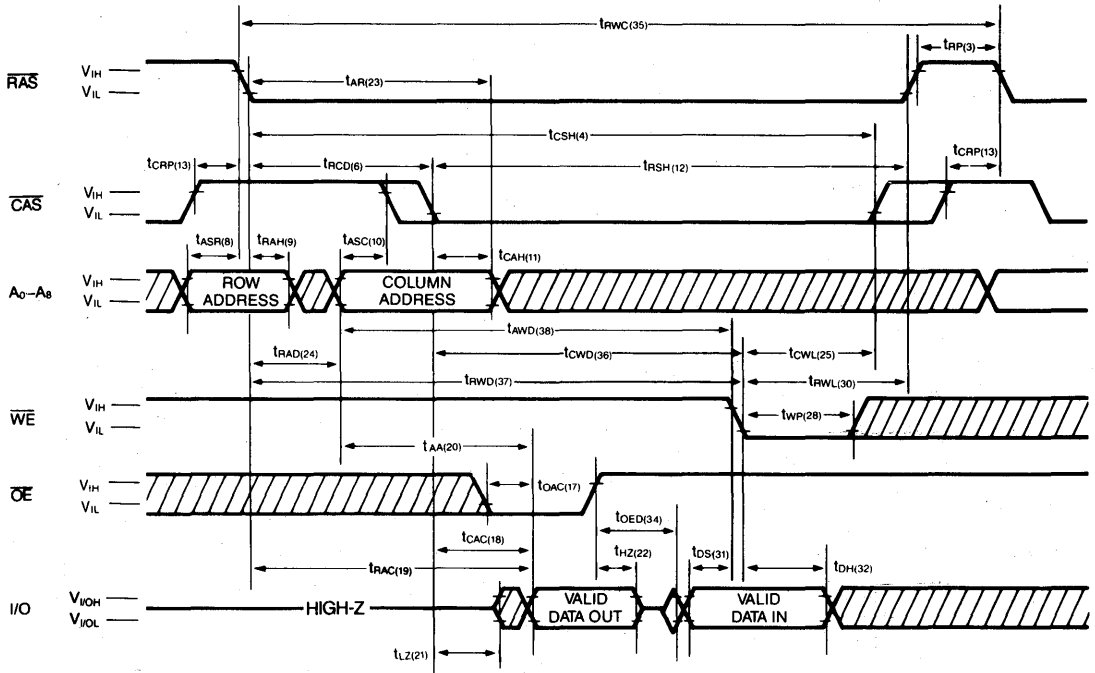 tRWC(35)
tRP(3)
RAS
VIH
VIL
tAR(23)
tCSH(4)
tCRP(13)
tRCD(6)
tRSH(12)
tCRP(13)
CAS
VIH
VIL
tASR(8)
tRAH(9)
tASC(10)
tCAH(11)
A0–A8
VIH
VIL
ROW
ADDRESS
COLUMN
ADDRESS
tAWD(38)
tRAD(24)
tCWD(36)
tCWL(25)
tRWD(37)
tRWL(30)
WE
VIH
VIL
tWP(28)
tAA(20)
OE
VIH
VIL
tOAC(17)
tOED(34)
tCAC(18)
tHZ(22)
tDS(31)
tRAC(19)
tDH(32)
I/O
VI/OH
VI/OL
HIGH-Z
VALID
DATA OUT
VALID
DATA IN
tLZ(21)